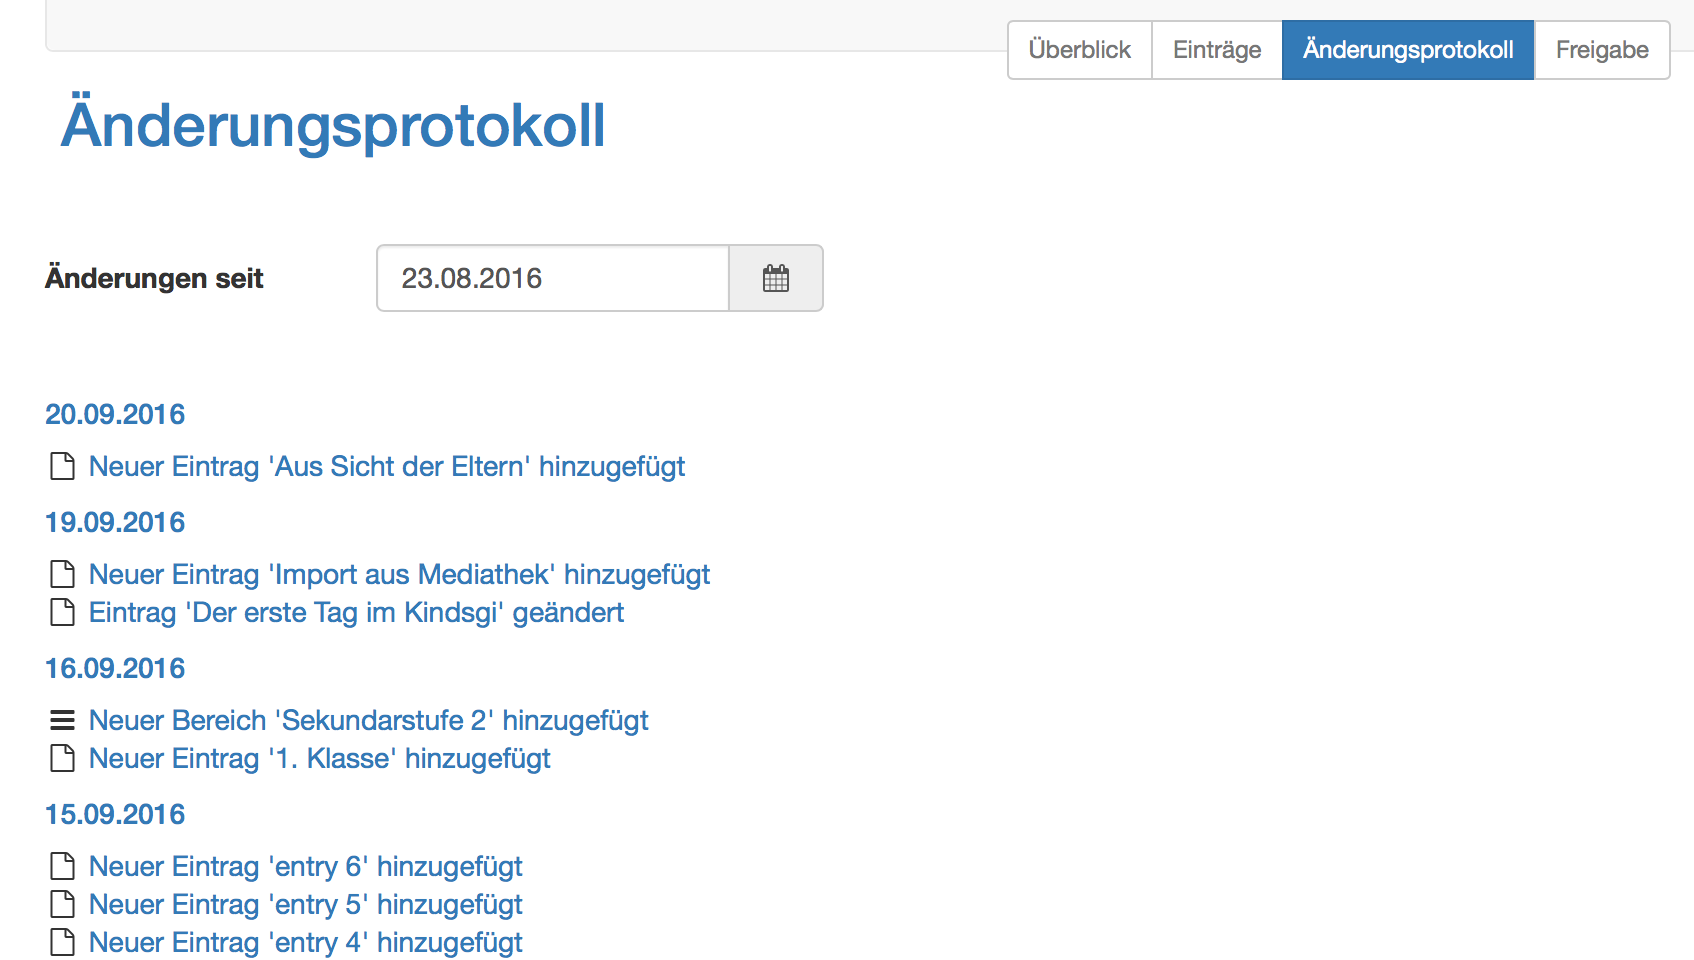 Überblick Einträge Änderungsprotokoll Freigabe
Änderungsprotokoll
Änderungen seit 23.08.2016
20.09.2016
Neuer Eintrag 'Aus Sicht der Eltern' hinzugefügt
19.09.2016
Neuer Eintrag 'Import aus Mediathek' hinzugefügt
Eintrag 'Der erste Tag im Kindsgi' geändert
16.09.2016
Neuer Bereich 'Sekundarstufe 2' hinzugefügt
Neuer Eintrag '1. Klasse' hinzugefügt
15.09.2016
Neuer Eintrag 'entry 6' hinzugefügt
Neuer Eintrag 'entry 5' hinzugefügt
Neuer Eintrag 'entry 4' hinzugefügt